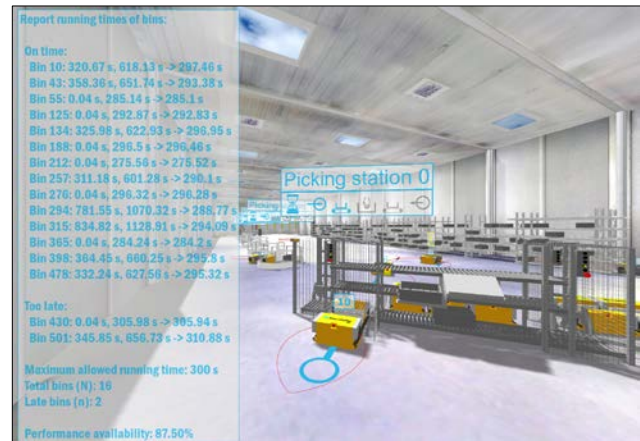 Report running times of bins:
On time:
Bin 10: 320.67 s, 618.13 s -> 297.46 s
Bin 43: 358.36 s, 651.74 s -> 293.38 s
Bin 55: 0.04 s, 285.14 s -> 285.1 s
Bin 125: 0.04 s, 292.87 s -> 292.83 s
Bin 134: 325.98 s, 622.93 s -> 296.95 s
Bin 188: 0.04 s, 296.5 s -> 296.46 s
Bin 212: 0.04 s, 275.56 s -> 275.52 s
Bin 257: 311.18 s, 601.28 s -> 290.1 s
Bin 276: 0.04 s, 296.32 s -> 296.28 s
Bin 294: 781.55 s, 1070.32 s -> 288.77 s
Bin 315: 834.82 s, 1128.91 s -> 294.09 s
Bin 365: 0.04 s, 284.24 s -> 284.2 s
Bin 398: 364.45 s, 660.25 s -> 295.8 s
Bin 478: 332.24 s, 627.56 s -> 295.32 s
Too late:
Bin 430: 0.04 s, 305.98 s -> 305.94 s
Bin 501: 345.85 s, 656.73 s -> 310.88 s
Maximum allowed running time: 300 s
Total bins (N): 16
Late bins (n): 2
Performance availability: 87.50%
Picking station 0
Picking
10